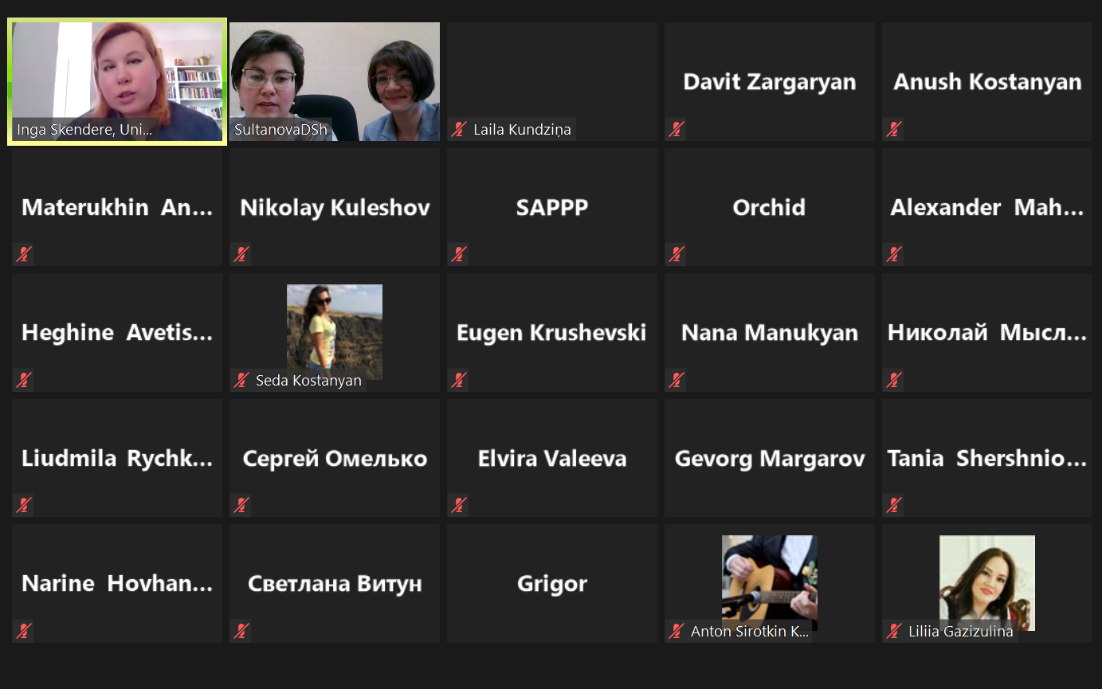 Inga Skendere, Uni...
SultanovaDSh
Laila Kundziņa
Davit Zargaryan
Anush Kostanyan
Materukhin An...
Nikolay Kuleshov
SAPPP
Orchid
Alexander Mah...
Heghine Avetis...
Seda Kostanyan
Eugen Krushevski
Nana Manukyan
Николай Мысл...
Liudmila Rychk...
Сергей Омелько
Elvira Valeeva
Gevorg Margarov
Tania Shershnio...
Narine Hovhan...
Светлана Витун
Grigor
Anton Sirotkin K...
Liliia Gazizulina